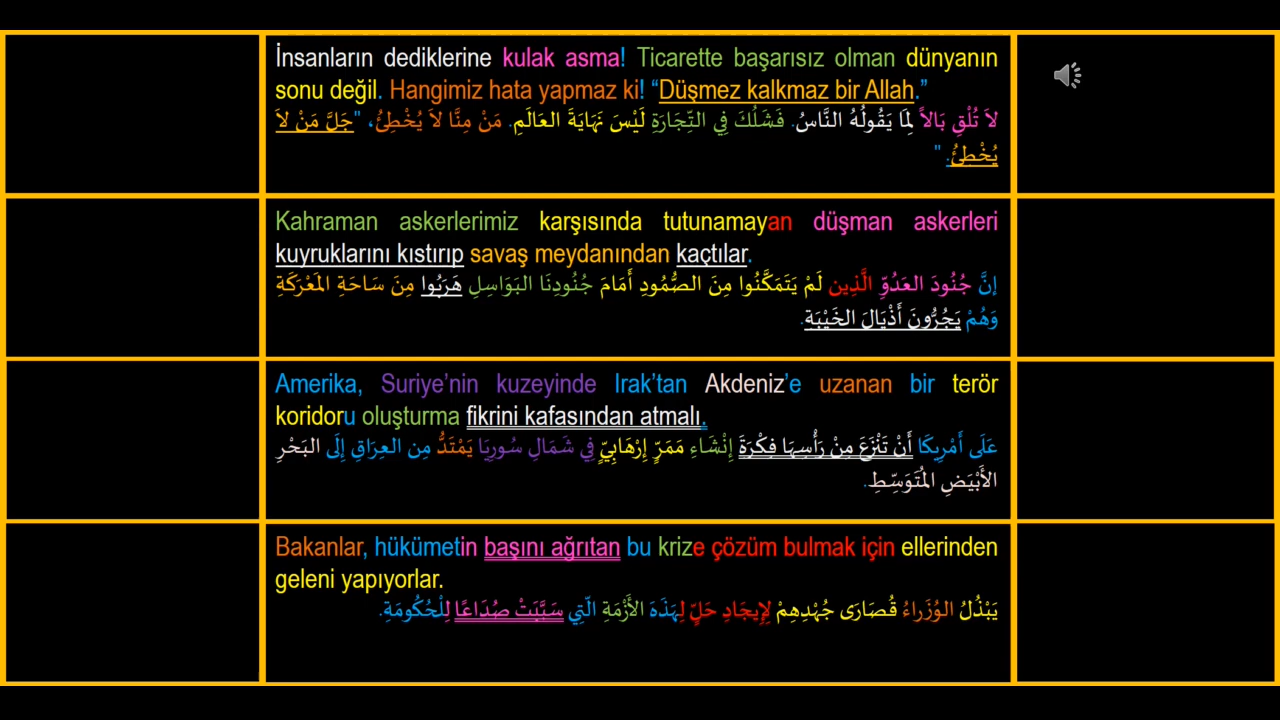 İnsanların dediklerine kulak asma! Ticarette başarısız olman dünyanın
sonu değil. Hangimiz hata yapmaz ki! “Düşmez kalkmaz bir Allah.”
لاَ تُلْقِ بَالاً لِمَا يَقُولُهُ النَّاسُ. فَشَلُكَ فِي التِّجَارَةِ لَيْسَ نَهَايَةَ العَالَمِ. مَنْ مِنَّا لاَ يُخْطِئُ، "جَلَّ مَنْ لاَ
يُخْطِئُ. "
Kahraman askerlerimiz karşısında tutunamayan düşman askerleri
kuyruklarını kıstırıp savaş meydanından kaçtılar.
إنَّ جُنُودَ العَدُوِّ الَّذِين لَمْ يَتَمَكَّنُوا مِنَ الصُّمُودِ أَمَامَ جُنُودِنَا البَوَاسِلِ هَرَبُوا مِنَ سَاحَةِ المَعْرَكَةِ
وَهُمْ يَجُرُّونَ أَذْيَالَ الخَيْبَةِ.
Amerika, Suriye’nin kuzeyinde Irak’tan Akdeniz’e uzanan bir terör
koridoru oluşturma fikrini kafasından atmalı.
عَلَى أَمْرِيكَا أَنْ تَنْزَعَ مِنْ رَأْسِهَا فِكْرَةَ إِنْشَاءِ مَمَرٍّ إِرْهَابِيٍّ فِي شَمَالِ سُورِيَا يَمْتَدُّ مِن العِرَاقِ إِلَى البَحْرِ
الأَبْيَضِ المُتَوَسِّطِ.
Bakanlar, hükümetin başını ağrıtan bu krize çözüm bulmak için ellerinden
geleni yapıyorlar.
يَبْذُلُ الوُزَراءُ قُصَارَى جُهْدِهِمْ لِإِيجَادِ حَلٍّ لِهَذَهَ الأَزْمَةِ الَّتِي سَبَّبَتْ صُدَاعًا لِلْحُكُومَةِ.